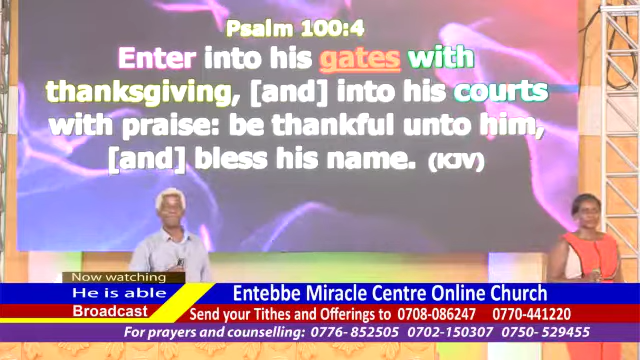 Psalm 100:4
Enter into his gates with
thanksgiving, [and] into his courts
with praise: be thankful unto him,
[and] bless his name. (KJV)
Now watching
He is able
Broadcast
Entebbe Miracle Centre Online Church
Send your Tithes and Offerings to 0708-086247 0770-441220
For prayers and counselling: 0776- 852505 0702-150307 0750- 529455